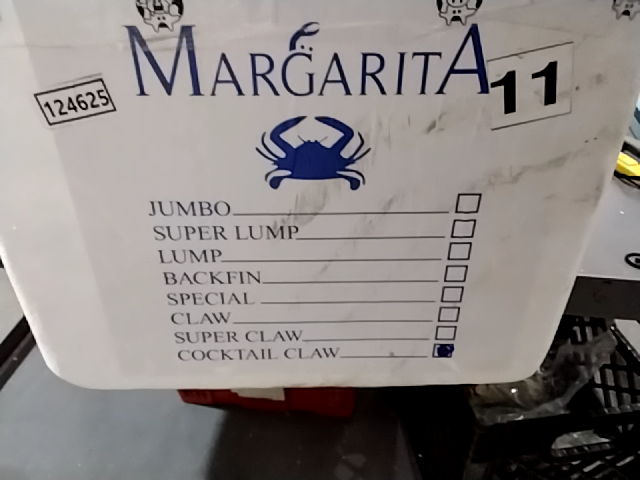 MARGARITA
124625
11
JUMBO
SUPER LUMP
LUMP
BACKFIN
SPECIAL
CLAW
SUPER CLAW
COCKTAIL CLAW